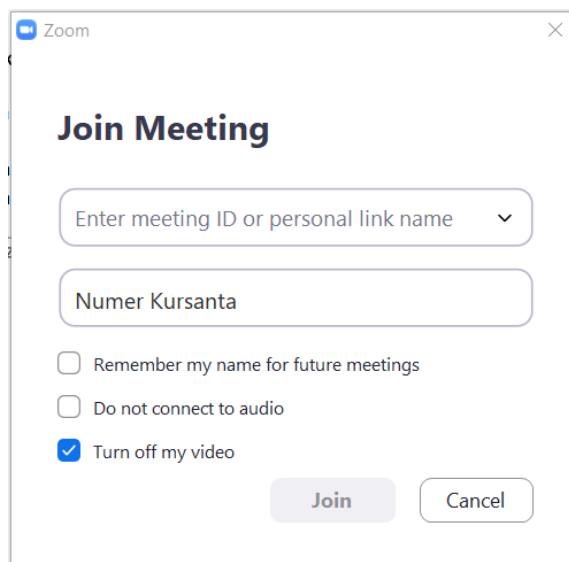 Zoom
Join Meeting
Enter meeting ID or personal link name
Numer Kursanta
Remember my name for future meetings
Do not connect to audio
Turn off my video
Join Cancel